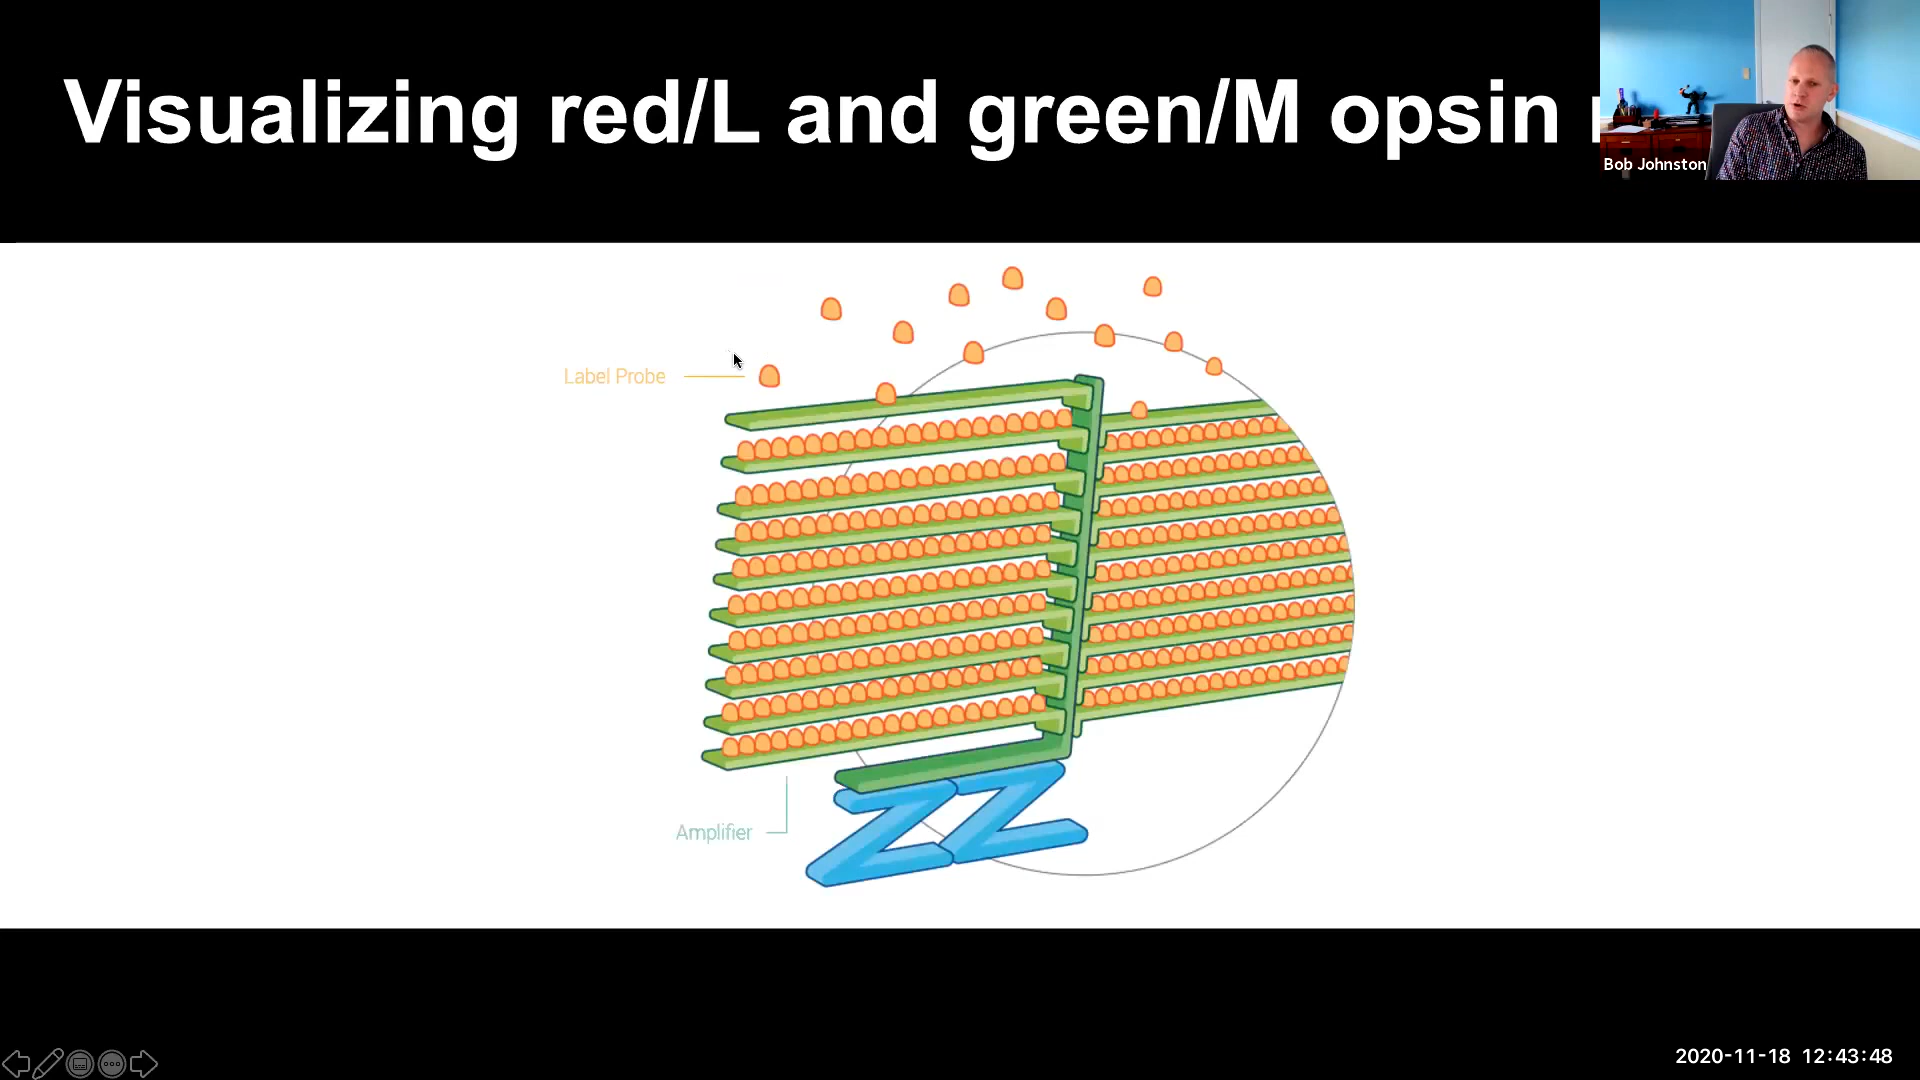 Visualizing red/L and green/M opsin
Bob Johnston
Label Probe
Amplifier
2020-11-18 12:43:48